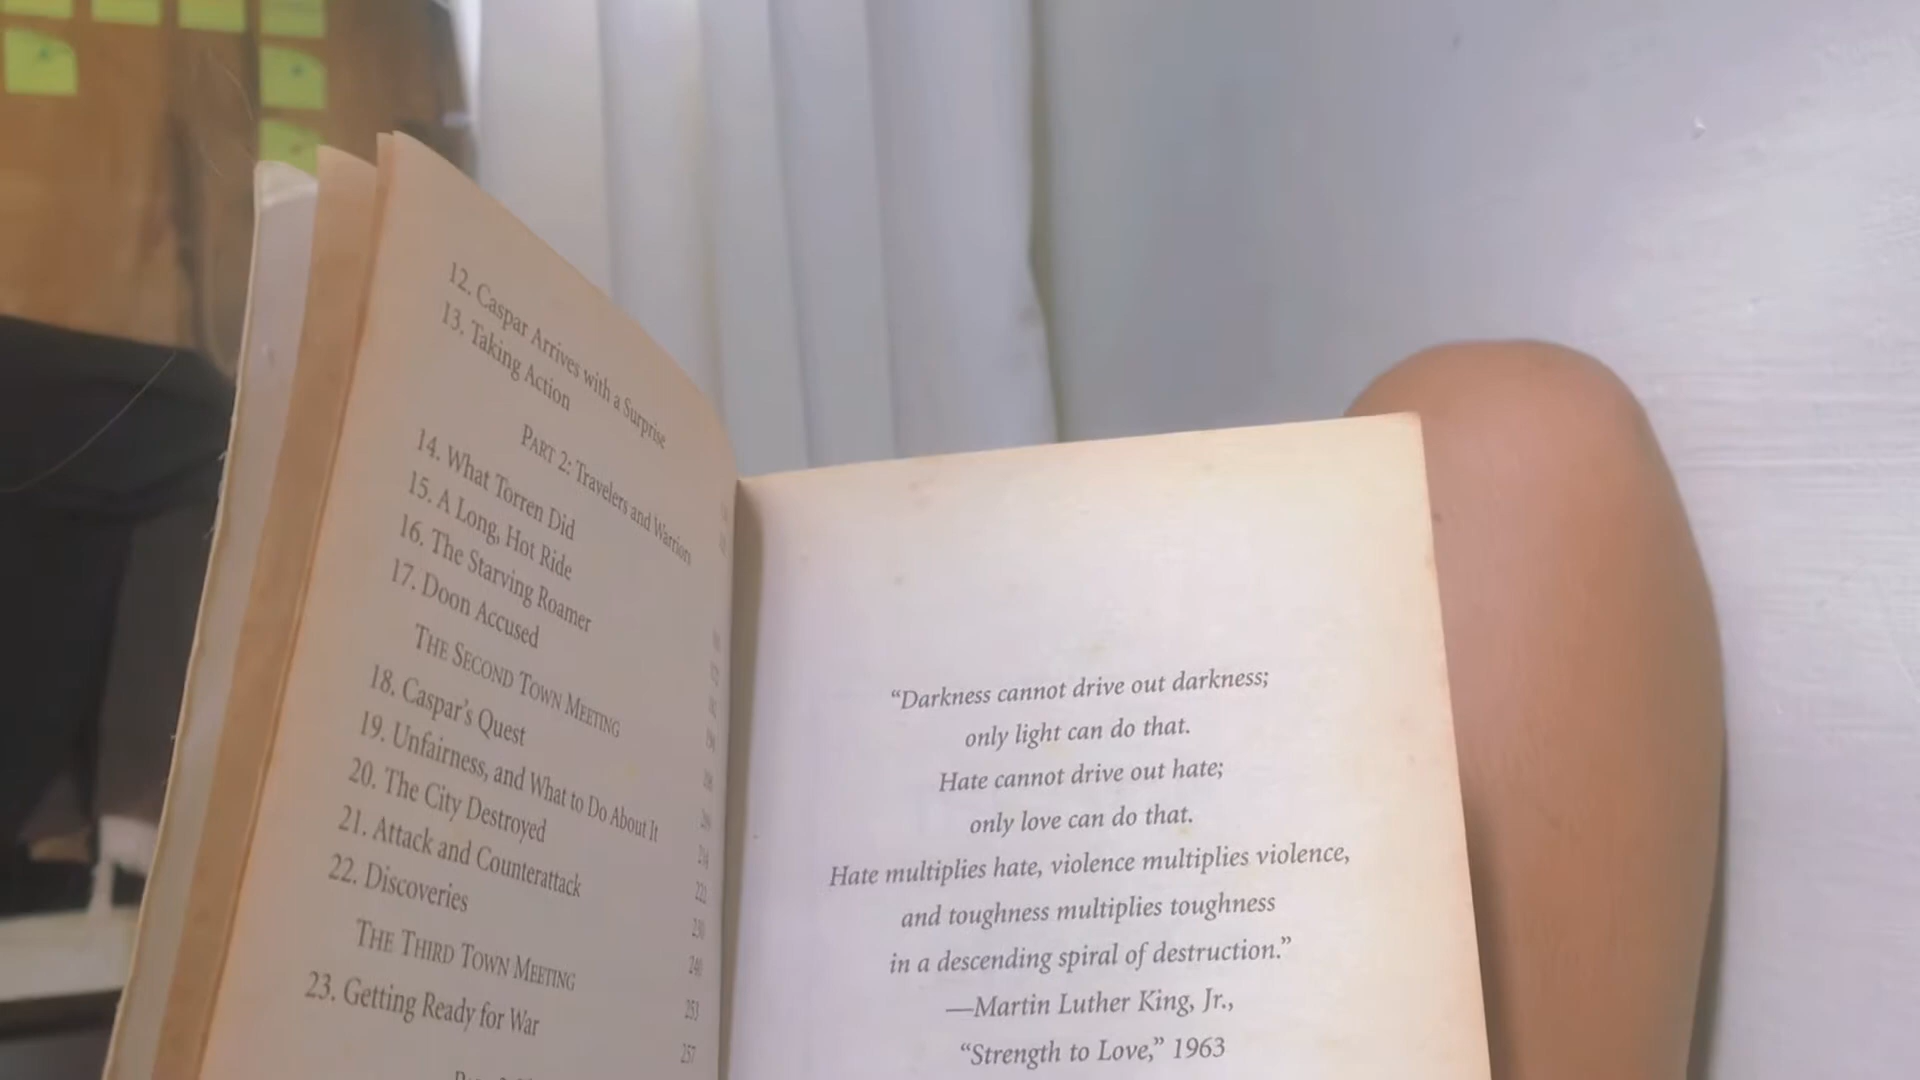 12. Caspar Arrives with a Surprise
13. Taking Action
PART 2: Travelers and Warriors
14. What Torren Did
15. A Long, Hot Ride
16. The Starving Roamer
17. Doon Accused
THE SECOND TOWN MEETING
18. Caspar's Quest
19. Unfairness, and What to Do About It
20. The City Destroyed
21. Attack and Counterattack
22. Discoveries
THE THIRD TOWN MEETING
23. Getting Ready for War
222
230
240
253
257
“Darkness cannot drive out darkness;
only light can do that.
Hate cannot drive out hate;
only love can do that.
Hate multiplies hate, violence multiplies violence,
and toughness multiplies toughness
in a descending spiral of destruction.”
—Martin Luther King, Jr.,
“Strength to Love,” 1963